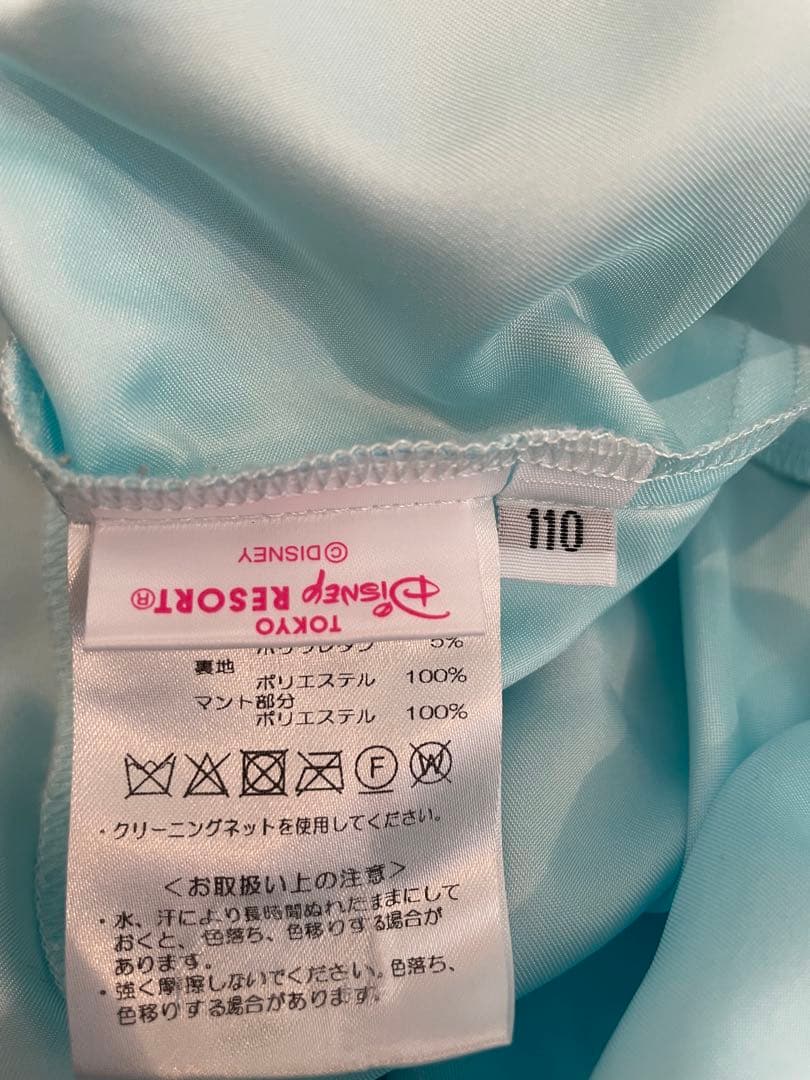 110
TOKYO
Disney RESORT®
© DISNEY
5%
裏地
ポリエステル 100%
マント部分
ポリエステル 100%
F W
・クリーニングネットを使用してください。
＜お取扱い上の注意＞
・水、汗により長時間ぬれたままにして
おくと、色落ち、色移りする場合が
あります。
・強く摩擦しないでください。色落ち、
色移りする場合があります。